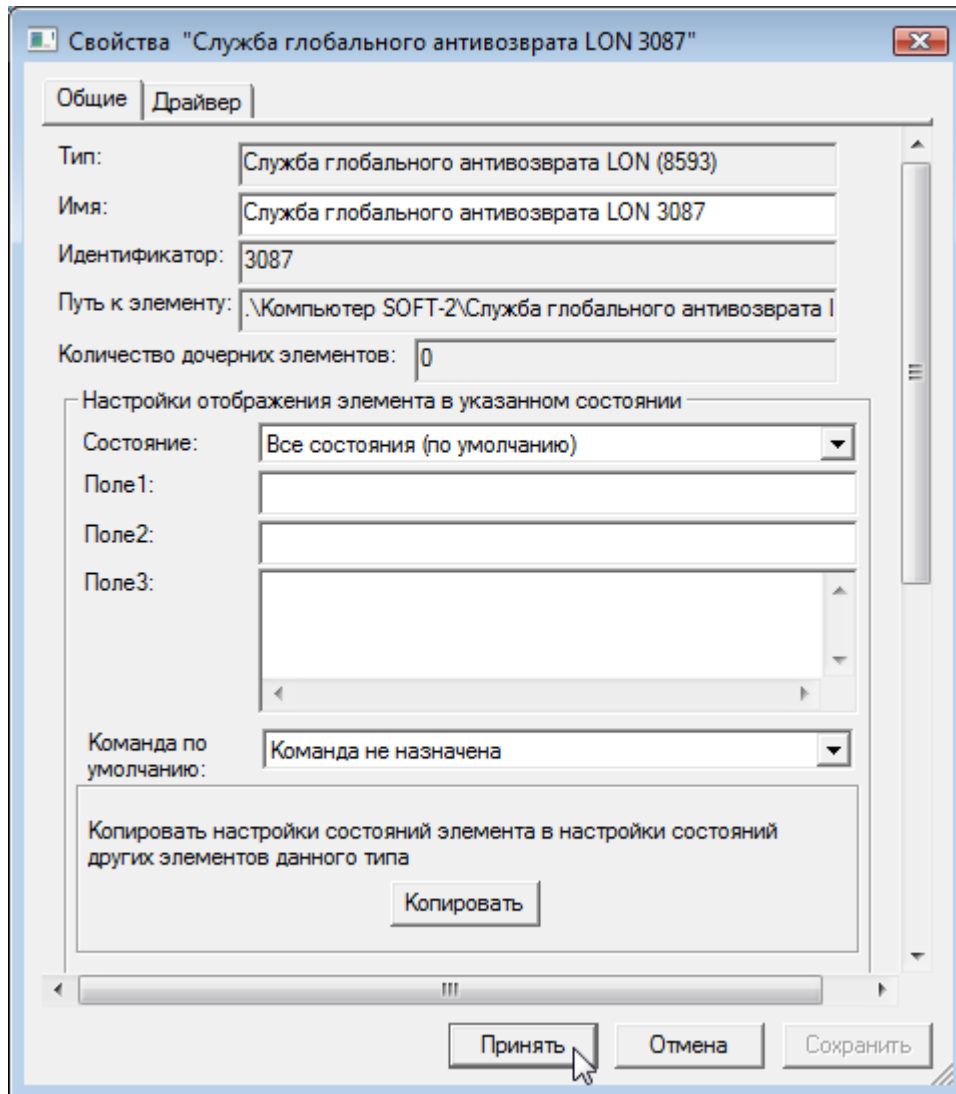 Свойства "Служба глобального антивозврата LON 3087"
Общие Драйвер
Тип: Служба глобального антивозврата LON (8593)
Имя: Служба глобального антивозврата LON 3087
Идентификатор: 3087
Путь к элементу: .\Компьютер SOFT-2\Служба глобального антивозврата
Количество дочерних элементов: 0
Настройки отображения элемента в указанном состоянии
Состояние: Все состояния (по умолчанию)
Поле1:
Поле2:
Поле3:
Команда по
умолчанию: Команда не назначена
Копировать настройки состояний элемента в настройки состояний
других элементов данного типа
Копировать
Принять Отмена Сохранить